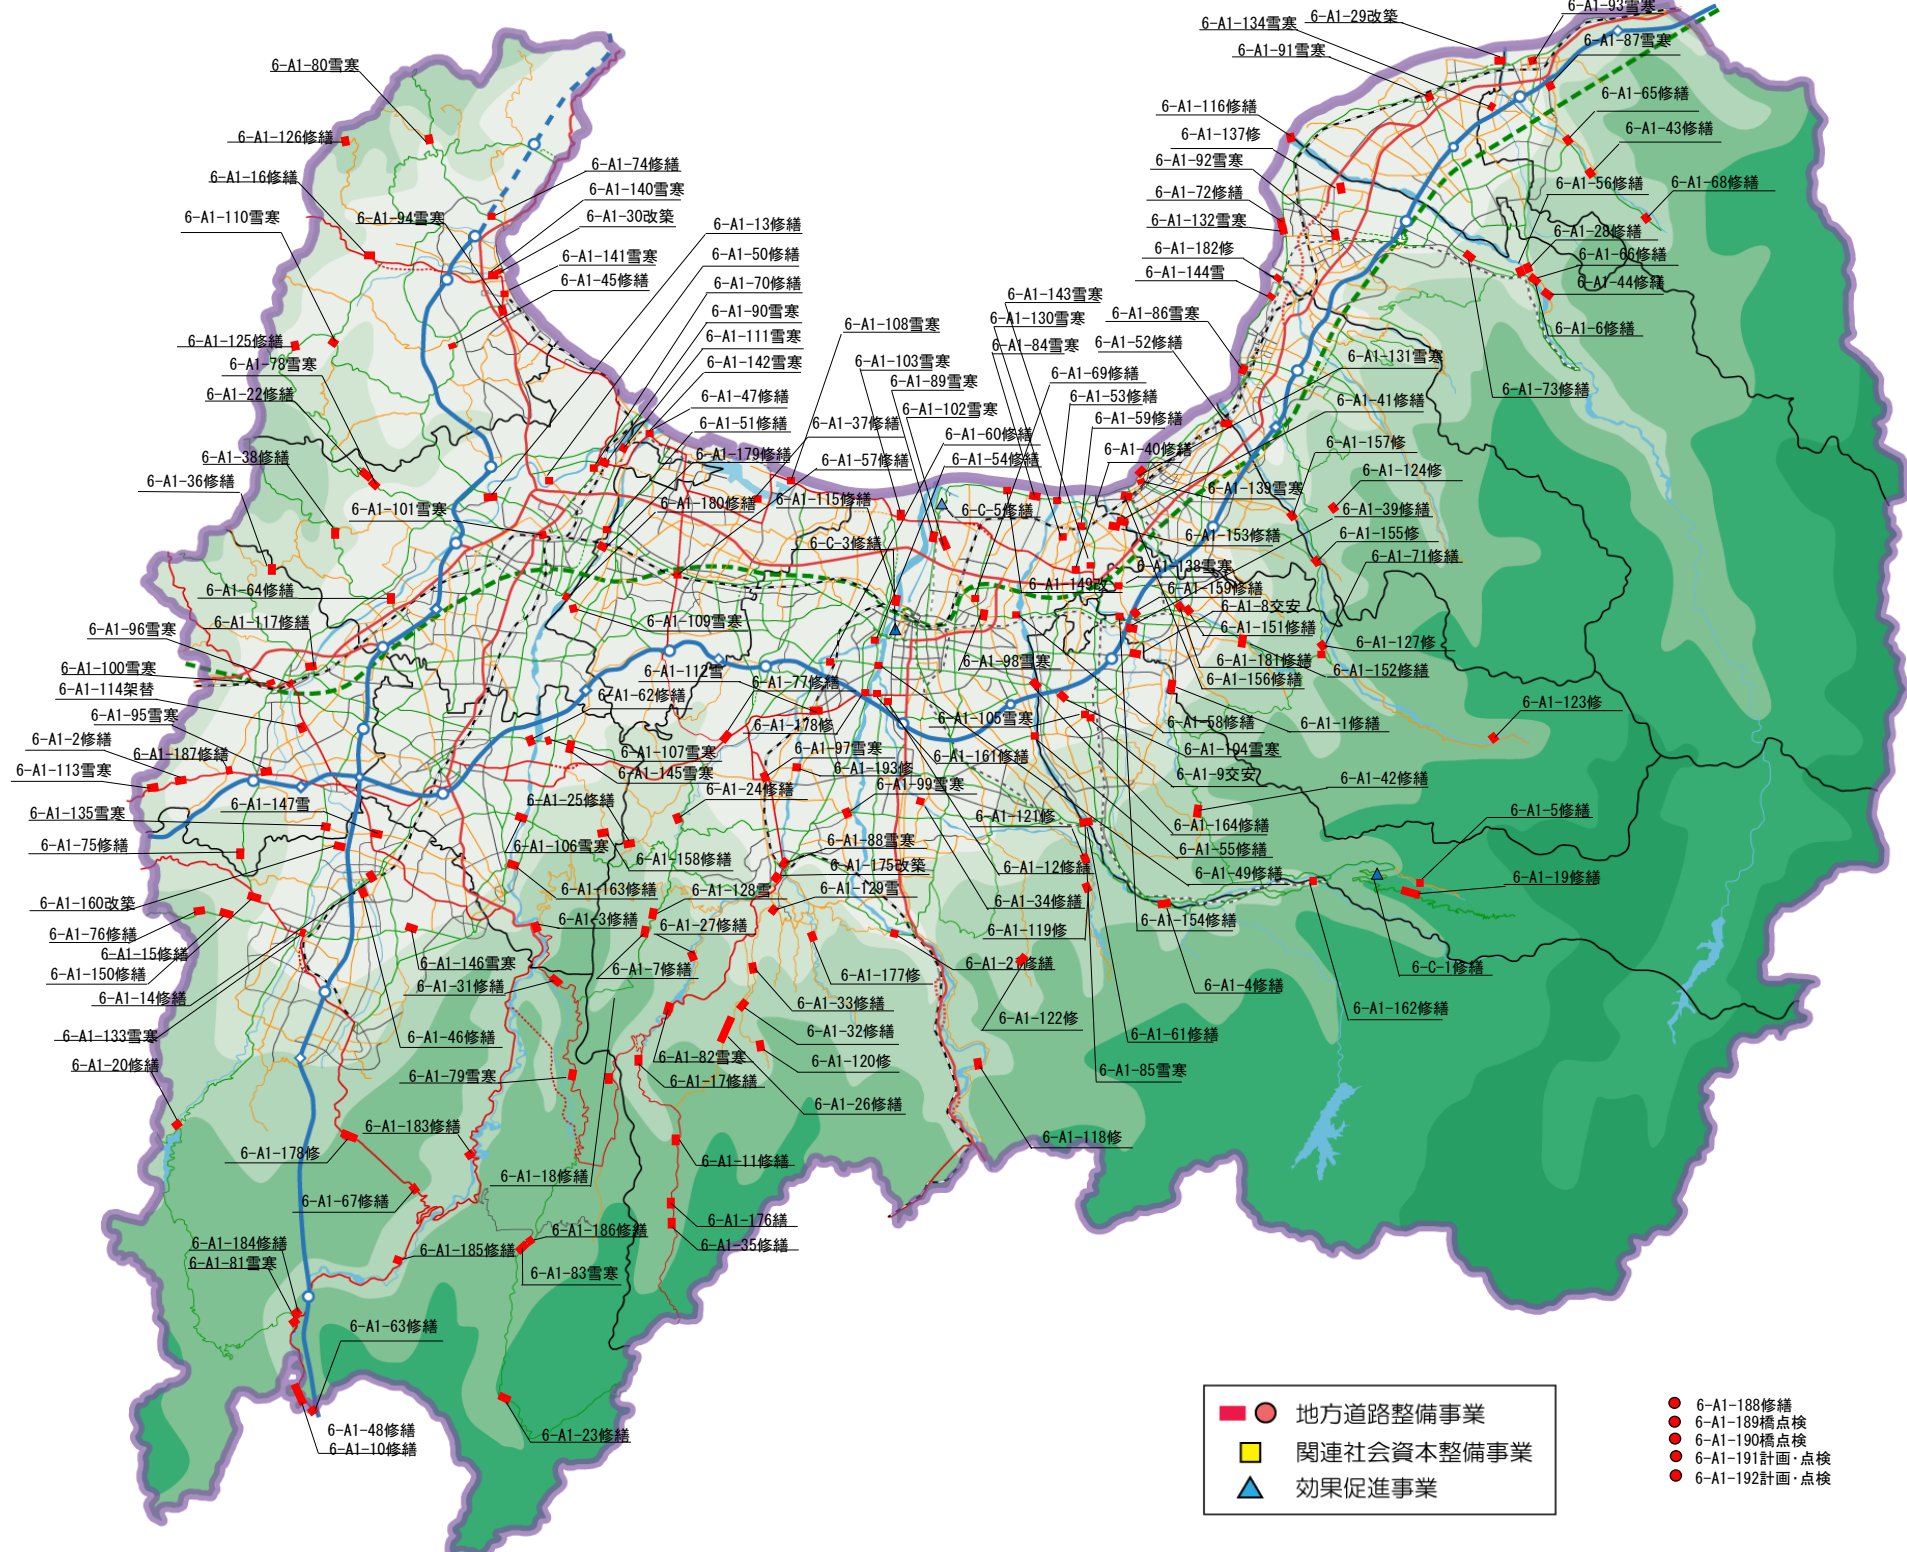 6-A1-93雪寒
6-A1-134雪寒
6-A1-29改築
6-A1-87雪寒
6-A1-91雪寒
6-A1-80雪寒
6-A1-65修繕
6-A1-116修繕
6-A1-43修繕
6-A1-126修繕
6-A1-137修
6-A1-74修繕
6-A1-92雪寒
6-A1-16修繕
6-A1-140雪寒
6-A1-56修繕
6-A1-68修繕
6-A1-72修繕
6-A1-110雪寒
6-A1-94雪寒
6-A1-30改築
6-A1-13修繕
6-A1-132雪寒
6-A1-28修繕
6-A1-182修
6-A1-50修繕
6-A1-141雪寒
6-A1-66修繕
6-A1-144雪
6-A1-45修繕
6-A1-70修繕
6-A1-44修繕
6-A1-143雪寒
6-A1-90雪寒
6-A1-130雪寒
6-A1-86雪寒
6-A1-108雪寒
6-A1-6修繕
6-A1-111雪寒
6-A1-125修繕
6-A1-84雪寒
6-A1-52修繕
6-A1-131雪寒
6-A1-78雪寒
6-A1-142雪寒
6-A1-103雪寒
6-A1-69修繕
6-A1-89雪寒
6-A1-73修繕
6-A1-22修繕
6-A1-47修繕
6-A1-53修繕
6-A1-41修繕
6-A1-102雪寒
6-A1-51修繕
6-A1-37修繕
6-A1-59修繕
6-A1-60修繕
6-A1-157修
6-A1-40修繕
6-A1-38修繕
6-A1-179修繕
6-A1-57修繕
6-A1-54修繕
6-A1-124修
6-A1-36修繕
6-A1-139雪寒
6-A1-101雪寒
6-A1-180修繕
6-A1-115修繕
6-C-5修繕
6-A1-39修繕
6-A1-153修繕
6-A1-155修
6-C-3修繕
6-A1-71修繕
6-A1-138雪寒
6-A1-149改
6-A1-64修繕
6-A1-159修繕
6-A1-8交安
6-A1-117修繕
6-A1-109雪寒
6-A1-96雪寒
6-A1-151修繕
6-A1-127修
6-A1-100雪寒
6-A1-112雪
6-A1-98雪寒
6-A1-181修繕
6-A1-152修繕
6-A1-77修繕
6-A1-156修繕
6-A1-114架替
6-A1-62修繕
6-A1-123修
6-A1-95雪寒
6-A1-178修
6-A1-105雪寒
6-A1-58修繕
6-A1-1修繕
6-A1-2修繕
6-A1-187修繕
6-A1-107雪寒
6-A1-97雪寒
6-A1-161修繕
6-A1-104雪寒
6-A1-113雪寒
6-A1-145雪寒
6-A1-193修
6-A1-9交安
6-A1-42修繕
6-A1-99雪寒
6-A1-24修繕
6-A1-147雪
6-A1-25修繕
6-A1-135雪寒
6-A1-121修
6-A1-164修繕
6-A1-5修繕
6-A1-75修繕
6-A1-106雪寒
6-A1-88雪寒
6-A1-55修繕
6-A1-158修繕
6-A1-175改築
6-A1-12修繕
6-A1-49修繕
6-A1-19修繕
6-A1-163修繕
6-A1-128雪
6-A1-129雪
6-A1-160改築
6-A1-34修繕
6-A1-3修繕
6-A1-27修繕
6-A1-154修繕
6-A1-76修繕
6-A1-119修
6-A1-15修繕
6-A1-146雪寒
6-A1-7修繕
6-A1-177修
6-A1-21修繕
6-C-1修繕
6-A1-150修繕
6-A1-31修繕
6-A1-4修繕
6-A1-14修繕
6-A1-33修繕
6-A1-162修繕
6-A1-122修
6-A1-133雪寒
6-A1-46修繕
6-A1-32修繕
6-A1-61修繕
6-A1-20修繕
6-A1-82雪寒
6-A1-120修
6-A1-79雪寒
6-A1-17修繕
6-A1-85雪寒
6-A1-26修繕
6-A1-183修繕
6-A1-118修
6-A1-178修
6-A1-11修繕
6-A1-18修繕
6-A1-67修繕
6-A1-176繕
6-A1-186修繕
6-A1-184修繕
6-A1-185修繕
6-A1-35修繕
6-A1-81雪寒
6-A1-83雪寒
6-A1-63修繕
6-A1-48修繕
6-A1-10修繕
6-A1-23修繕
地方道路整備事業
関連社会資本整備事業
効果促進事業
6-A1-188修繕
6-A1-189橋点検
6-A1-190橋点検
6-A1-191計画・点検
6-A1-192計画・点検